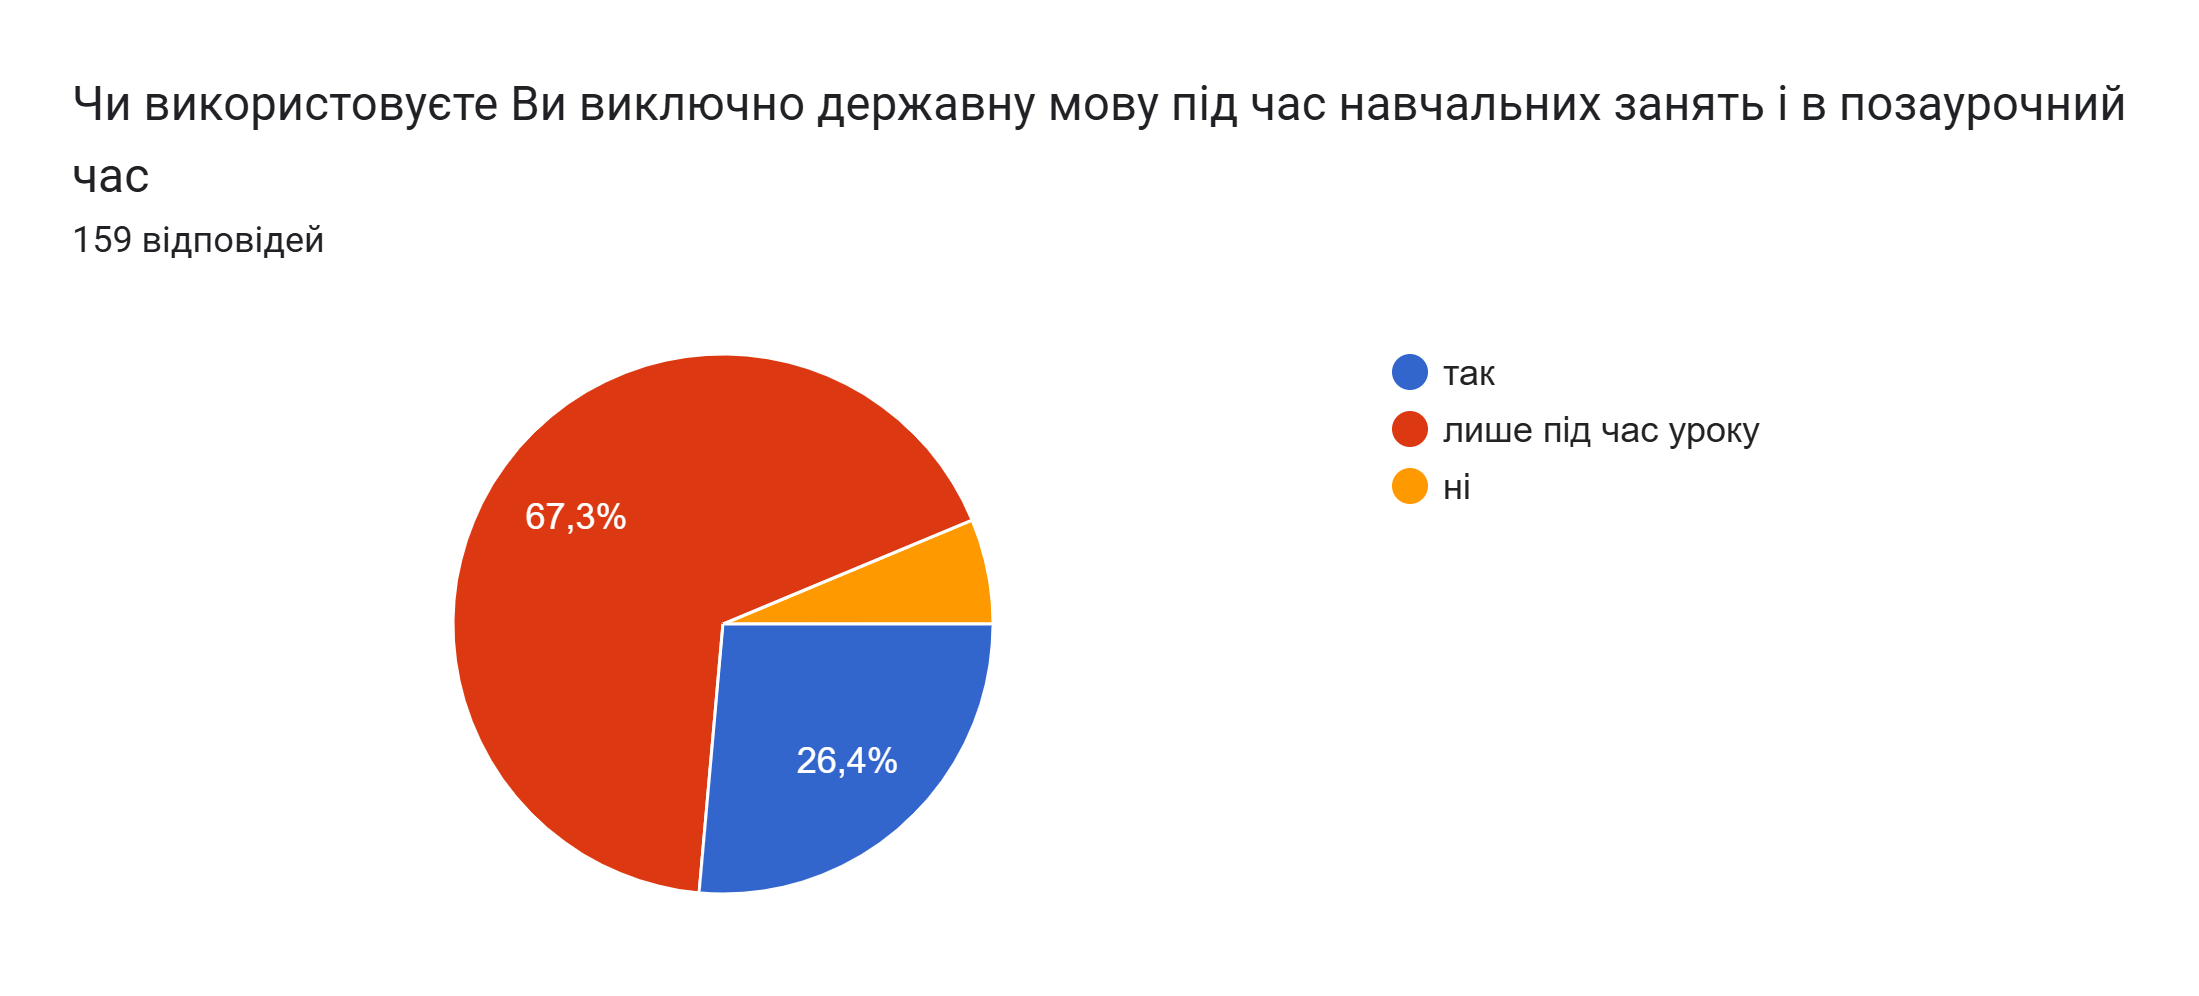 Чи використовуєте Ви виключно державну мову під час навчальних занять і в позаурочний
час
159 відповідей
так
лише під час уроку
ні
67,3%
26,4%